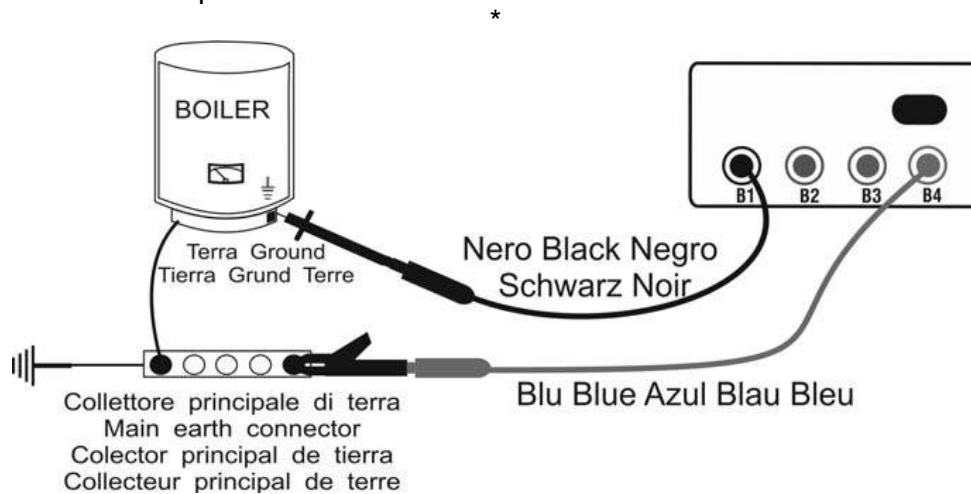 *
BOILER
B1 B2 B3 B4
Terra Ground
Tierra Grund Terre
Nero Black Negro
Schwarz Noir
Blu Blue Azul Blau Bleu
Collettore principale di terra
Main earth connector
Colector principal de tierra
Collecteur principal de terre